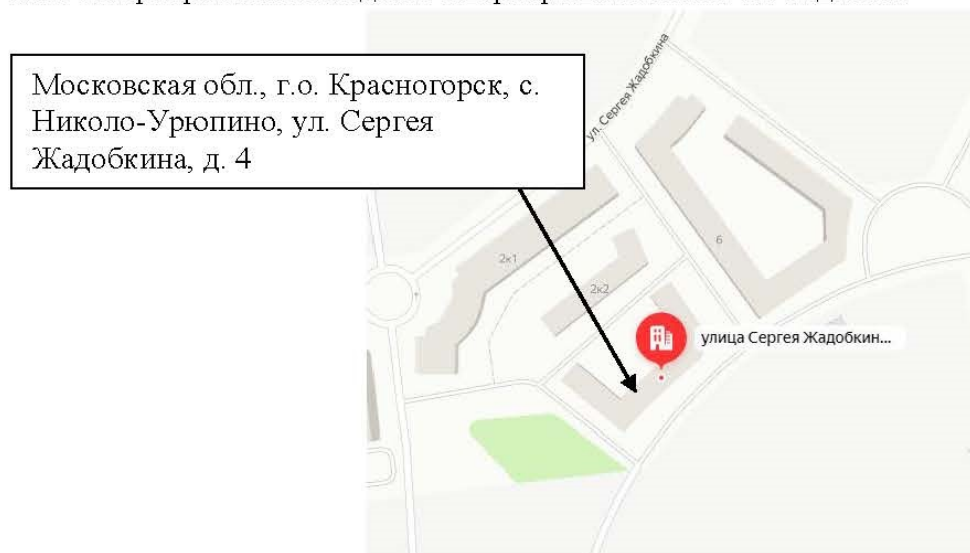 Московская обл., г.о. Красногорск, с.
Николо-Урюпино, ул. Сергея
Жадобкина, д. 4
ул. Сергея Жадобкина
6
2к1
2к2
улица Сергея Жадобкин...